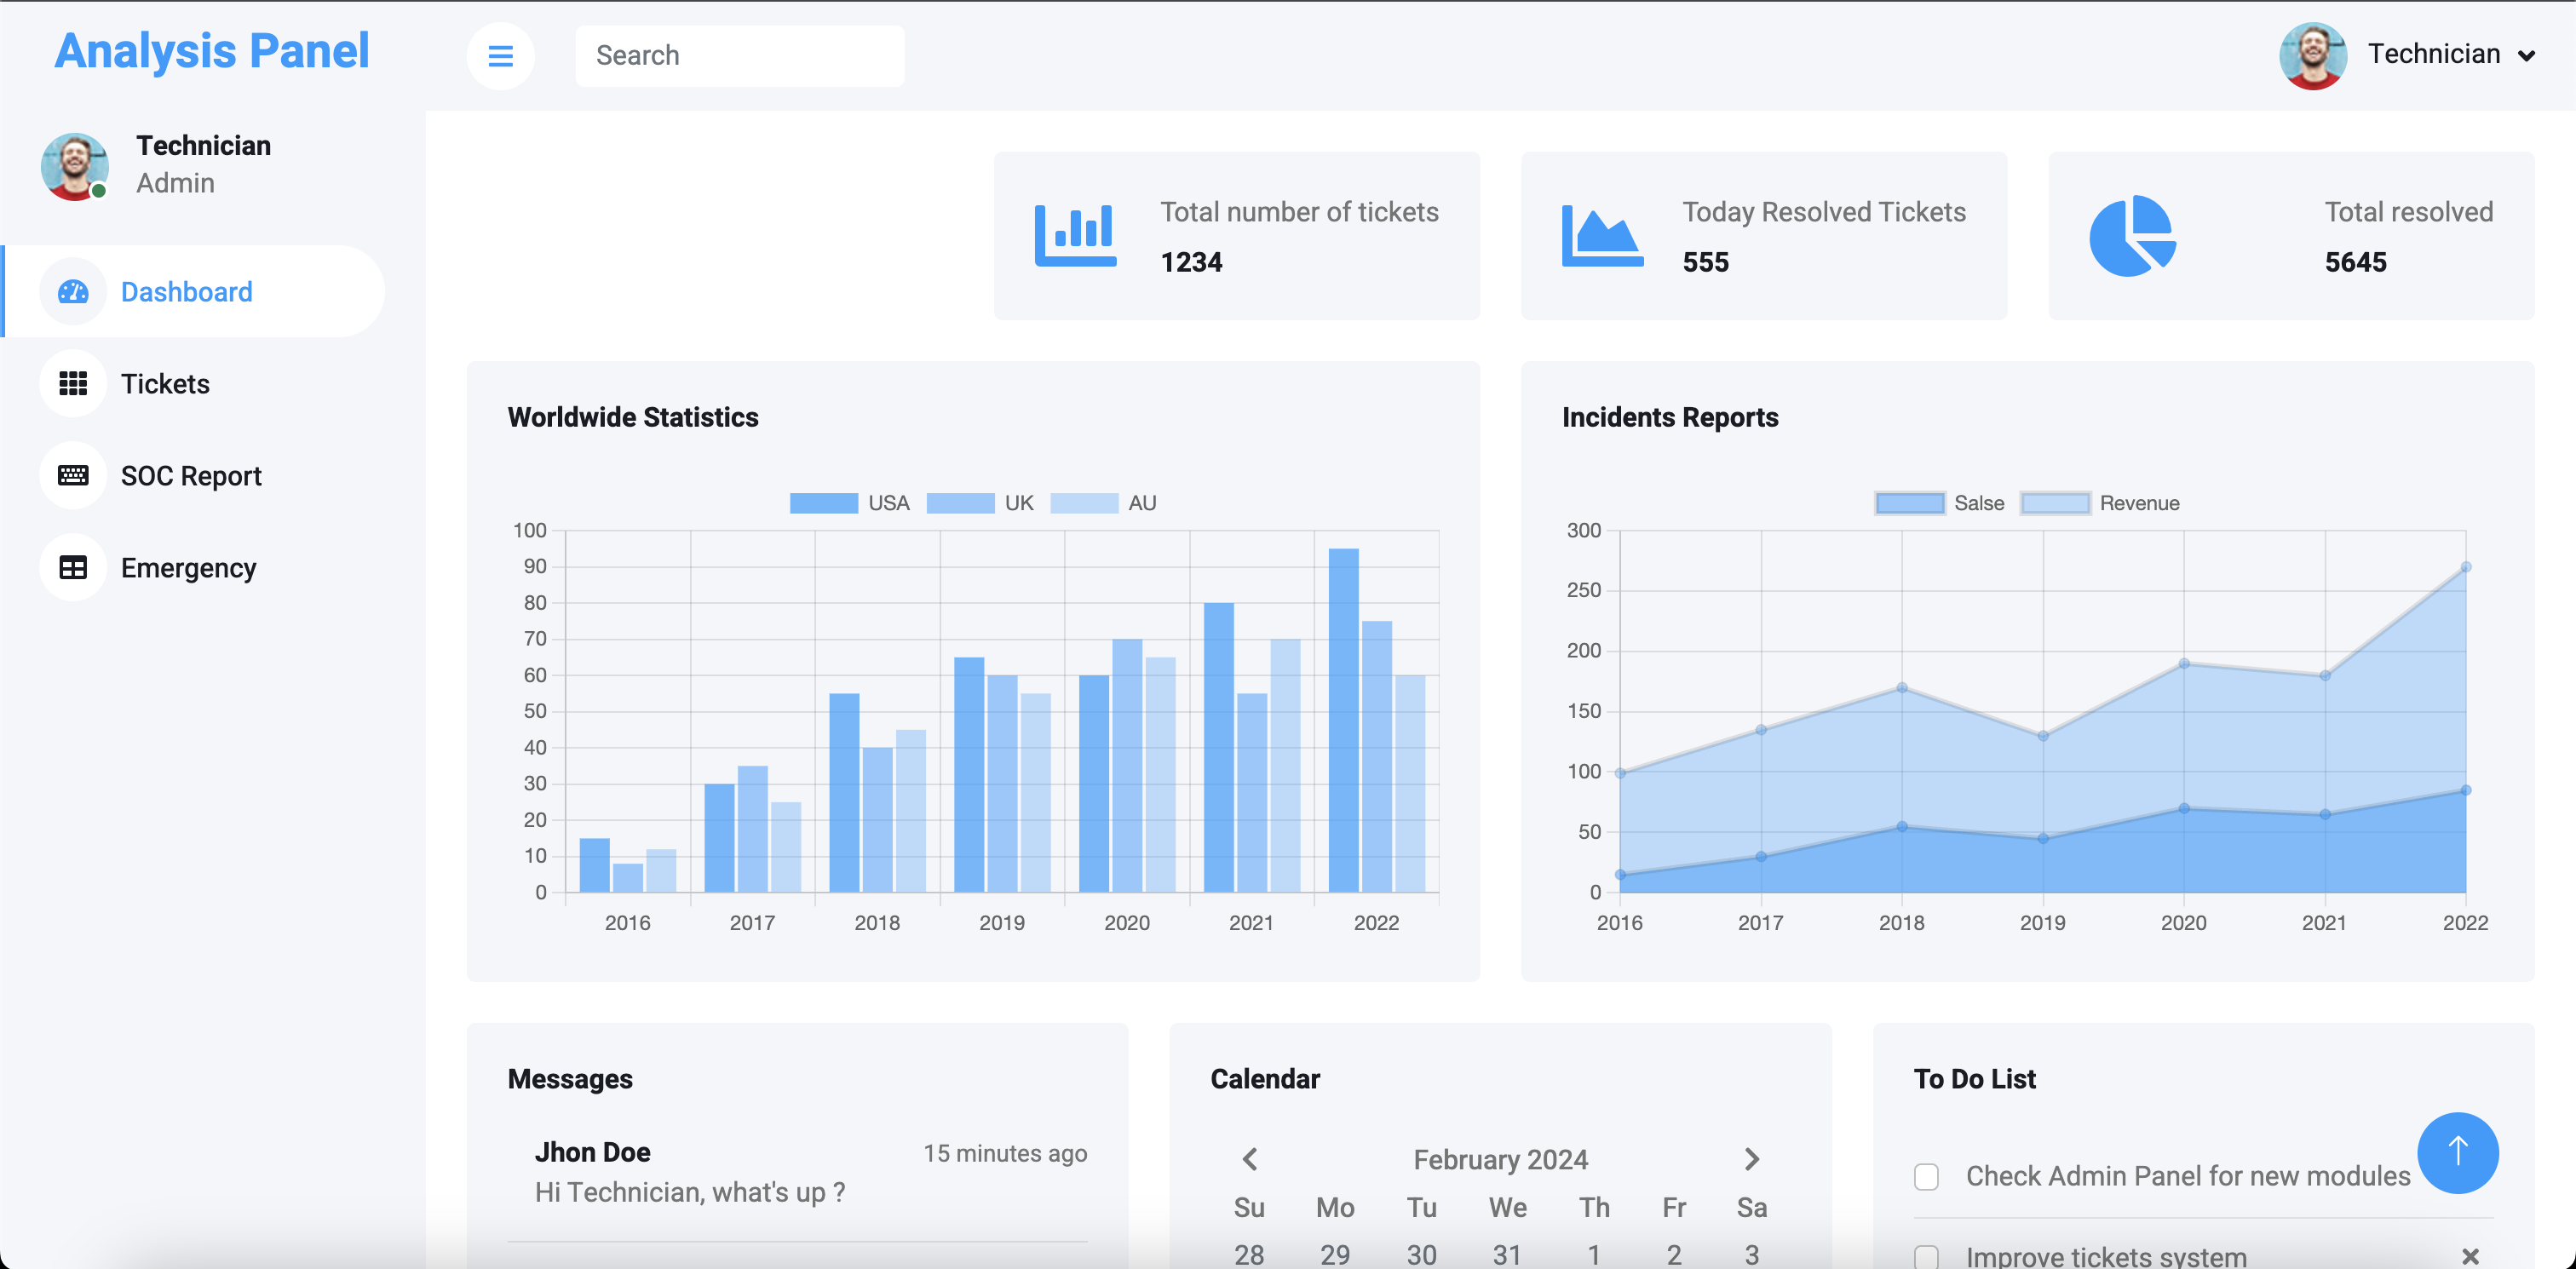 Analysis Panel
Search
Technician
Technician
Admin
Dashboard
Tickets
SOC Report
Emergency
Total number of tickets
1234
Today Resolved Tickets
555
Total resolved
5645
Worldwide Statistics
USA UK AU
100
90
80
70
60
50
40
30
20
10
0
2016 2017 2018 2019 2020 2021 2022
Incidents Reports
Salse Revenue
300
250
200
150
100
50
0
2016 2017 2018 2019 2020 2021 2022
Messages
Jhon Doe 15 minutes ago
Hi Technician, what's up ?
Calendar
February 2024
Su Mo Tu We Th Fr Sa
28 29 30 31 1 2 3
To Do List
Check Admin Panel for new modules
Improve tickets system